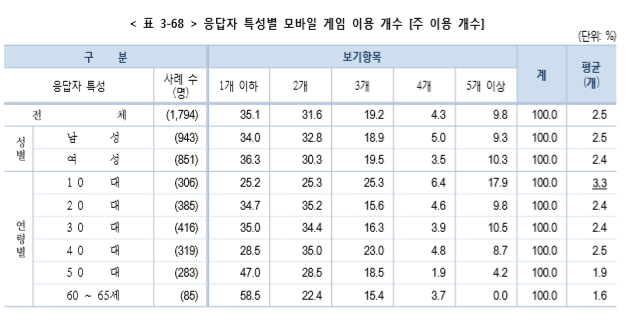 < 표 3-68 > 응답자 특성별 모바일 게임 이용 개수 [주 이용 개수]
(단위: %)
구 분 보기항목 계 평균 (개)
응답자 특성 사례 수 (명) 1개 이하 2개 3개 4개 5개 이상
전 체 (1,794) 35.1 31.6 19.2 4.3 9.8 100.0 2.5
성별 남 성 (943) 34.0 32.8 18.9 5.0 9.3 100.0 2.5
여 성 (851) 36.3 30.3 19.5 3.5 10.3 100.0 2.4
연령별 10 대 (306) 25.2 25.3 25.3 6.4 17.9 100.0 3.3
20 대 (385) 34.7 35.2 15.6 4.6 9.8 100.0 2.4
30 대 (416) 35.0 34.4 16.3 3.9 10.5 100.0 2.4
40 대 (319) 28.5 35.0 23.0 4.8 8.7 100.0 2.5
50 대 (283) 47.0 28.5 18.5 1.9 4.2 100.0 1.9
60 ~ 65세 (85) 58.5 22.4 15.4 3.7 0.0 100.0 1.6